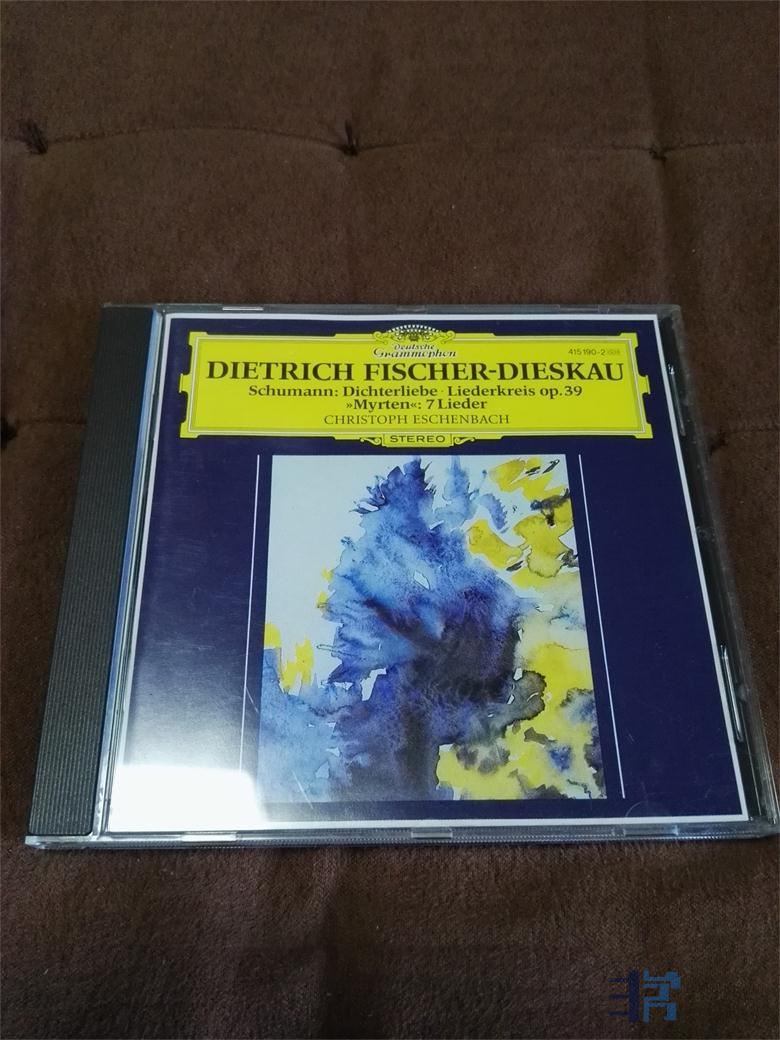 Deutsche
Grammophon
415 190-2
DIETRICH FISCHER-DIESKAU
Schumann: Dichterliebe · Liederkreis op. 39
»Myrten«: 7 Lieder
CHRISTOPH ESCHENBACH
STEREO